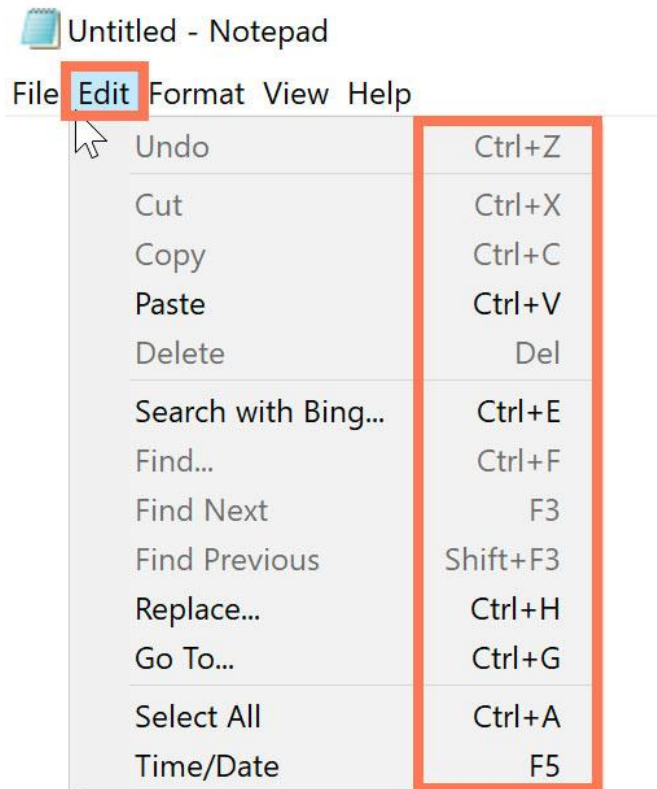 Untitled - Notepad
File Edit Format View Help
Undo Ctrl+Z
Cut Ctrl+X
Copy Ctrl+C
Paste Ctrl+V
Delete Del
Search with Bing... Ctrl+E
Find... Ctrl+F
Find Next F3
Find Previous Shift+F3
Replace... Ctrl+H
Go To... Ctrl+G
Select All Ctrl+A
Time/Date F5